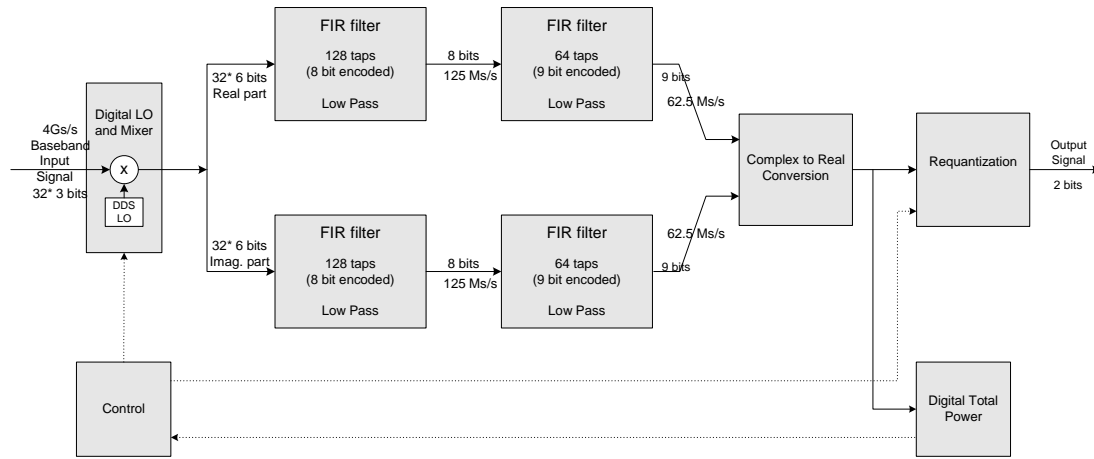 FIR filter
128 taps
(8 bit encoded)
Low Pass
FIR filter
64 taps
(9 bit encoded)
Low Pass
8 bits
125 Ms/s
32* 6 bits
Real part
9 bits
62.5 Ms/s
Digital LO
and Mixer
4Gs/s
Baseband
Input
Signal
32* 3 bits
X
DDS
LO
Complex to Real
Conversion
Requantization
Output
Signal
2 bits
FIR filter
128 taps
(8 bit encoded)
Low Pass
FIR filter
64 taps
(9 bit encoded)
Low Pass
32* 6 bits
Imag. part
8 bits
125 Ms/s
62.5 Ms/s
9 bits
Control
Digital Total
Power